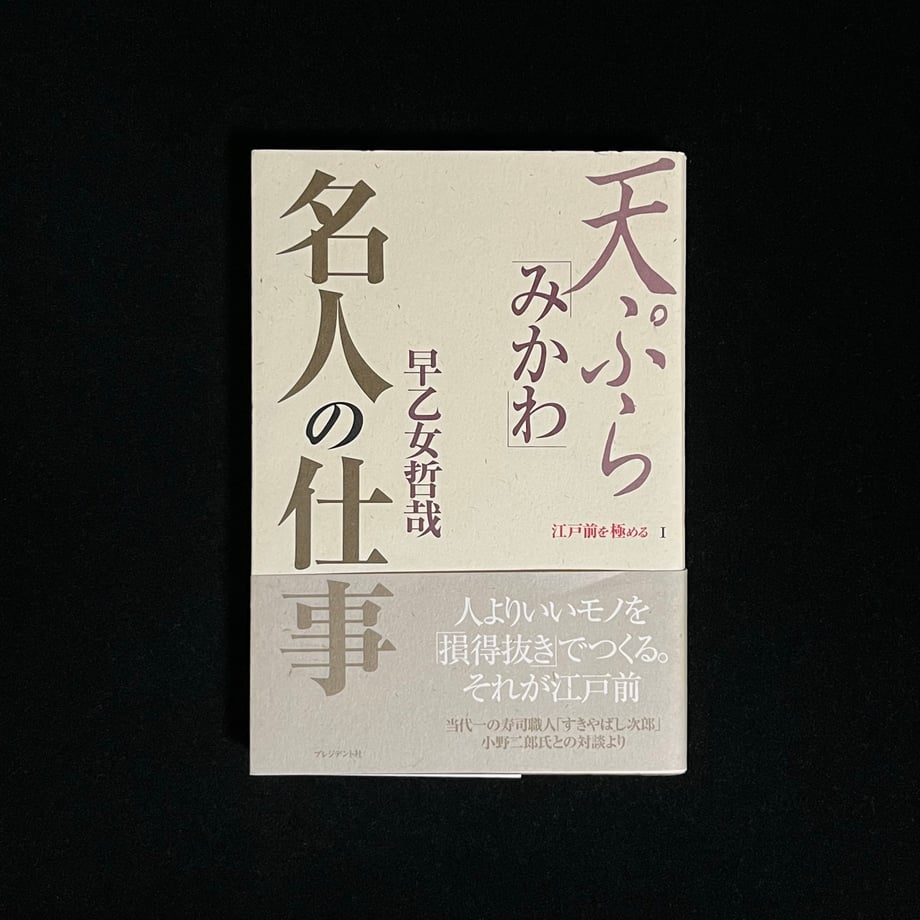 天ぷら
「みかわ」
早乙女哲哉
名人の仕事
江戸前を極める I
人よりいいモノを
「損得抜き」でつくる。
それが江戸前
当代一の寿司職人「すきやばし次郎」
小野二郎氏との対談より
プレジデント社